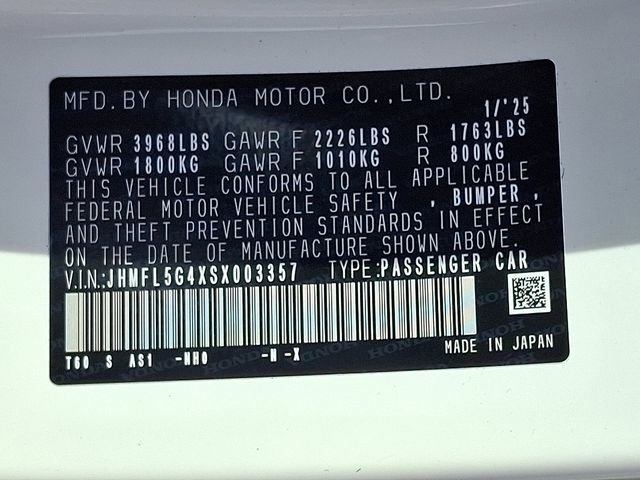 MFD. BY HONDA MOTOR CO., LTD.
1/'25
GVWR 3968LBS GAWR F 2226LBS R 1763LBS
GVWR 1800KG GAWR F 1010KG R 800KG
THIS VEHICLE CONFORMS TO ALL APPLICABLE
FEDERAL MOTOR VEHICLE SAFETY , BUMPER ,
AND THEFT PREVENTION STANDARDS IN EFFECT
ON THE DATE OF MANUFACTURE SHOWN ABOVE.
V.I.N.:JHMFL5G4XSX003357 TYPE:PASSENGER CAR
T60 S AS1 -NH0 -N -X
MADE IN JAPAN